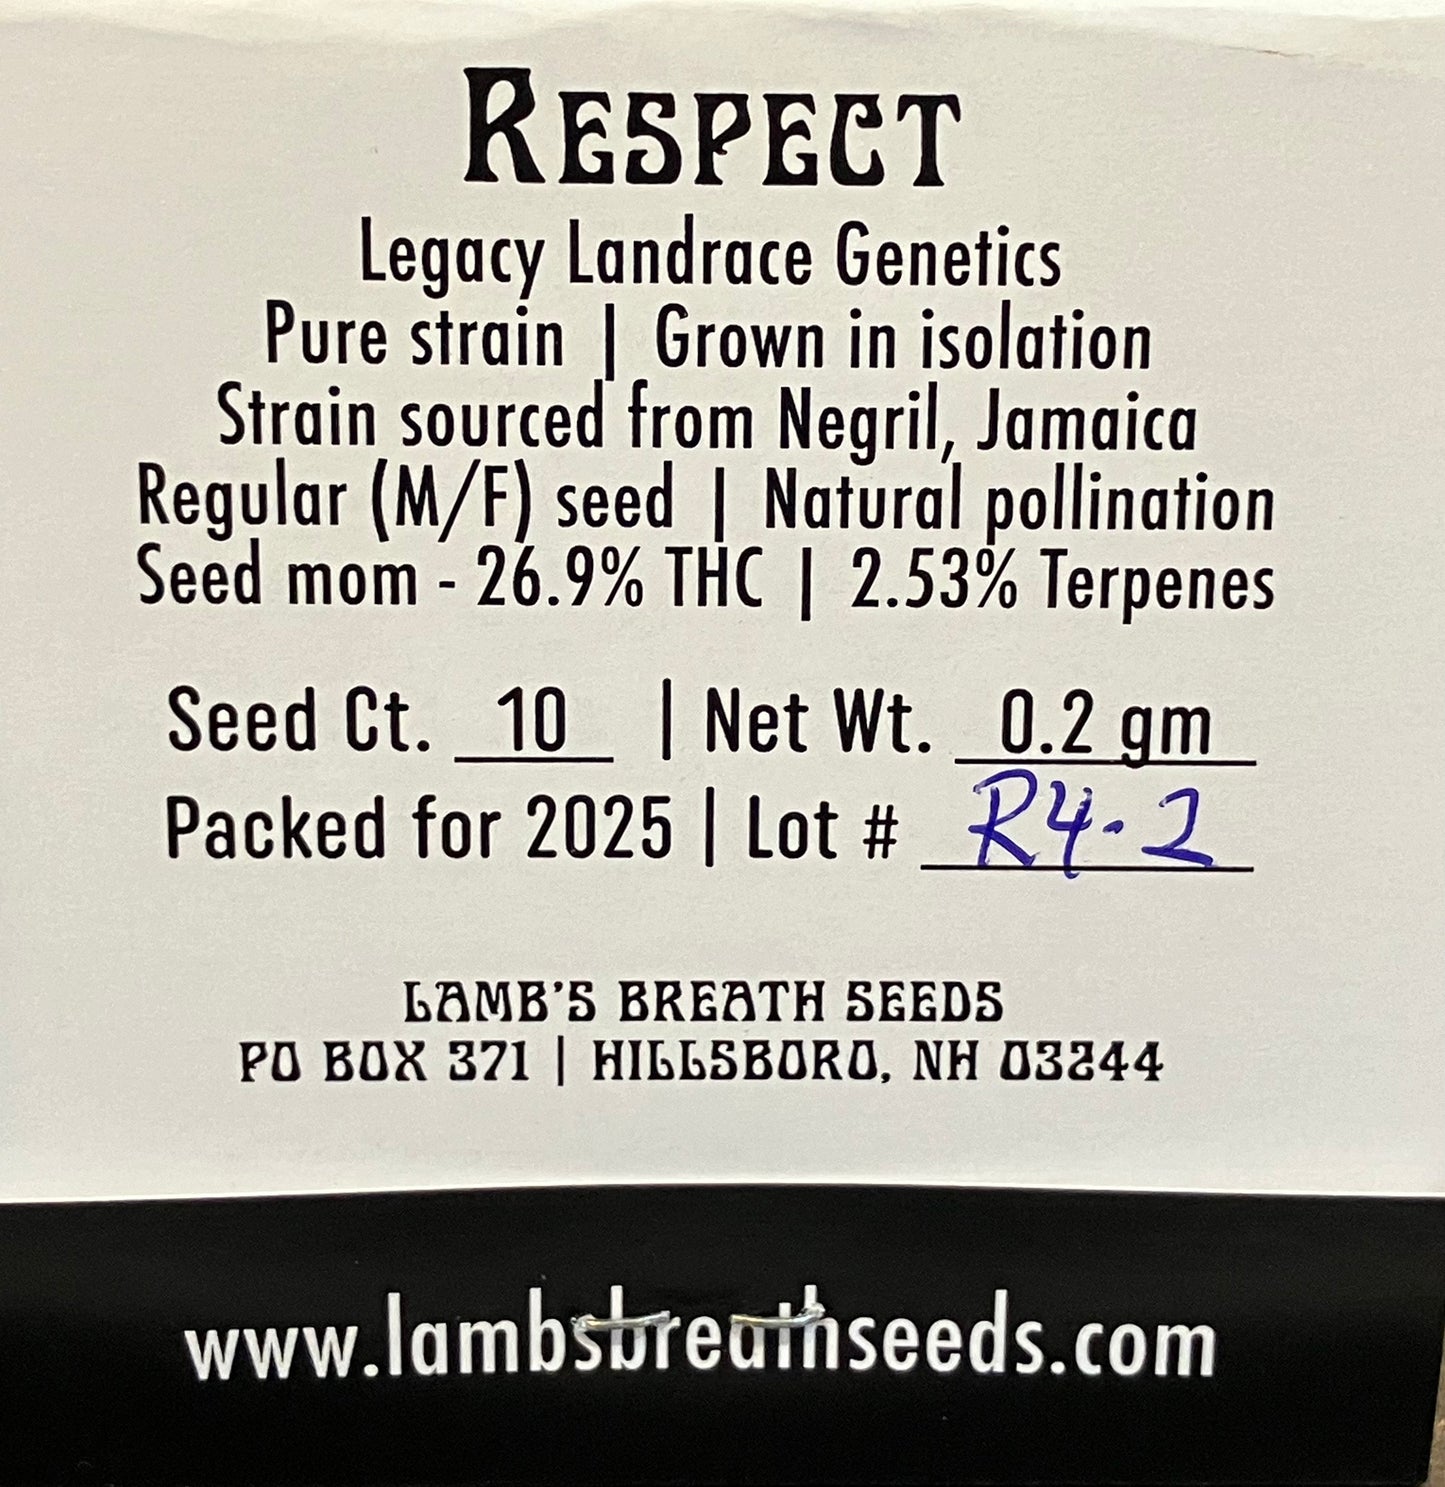 RESPECT
Legacy Landrace Genetics
Pure strain | Grown in isolation
Strain sourced from Negril, Jamaica
Regular (M/F) seed | Natural pollination
Seed mom - 26.9% THC | 2.53% Terpenes
Seed Ct. 10 | Net Wt. 0.2 gm
Packed for 2025 | Lot # R4-2
LAMB'S BREATH SEEDS
PO BOX 371 | HILLSBORO, NH 03244
www.lambsbreathseeds.com